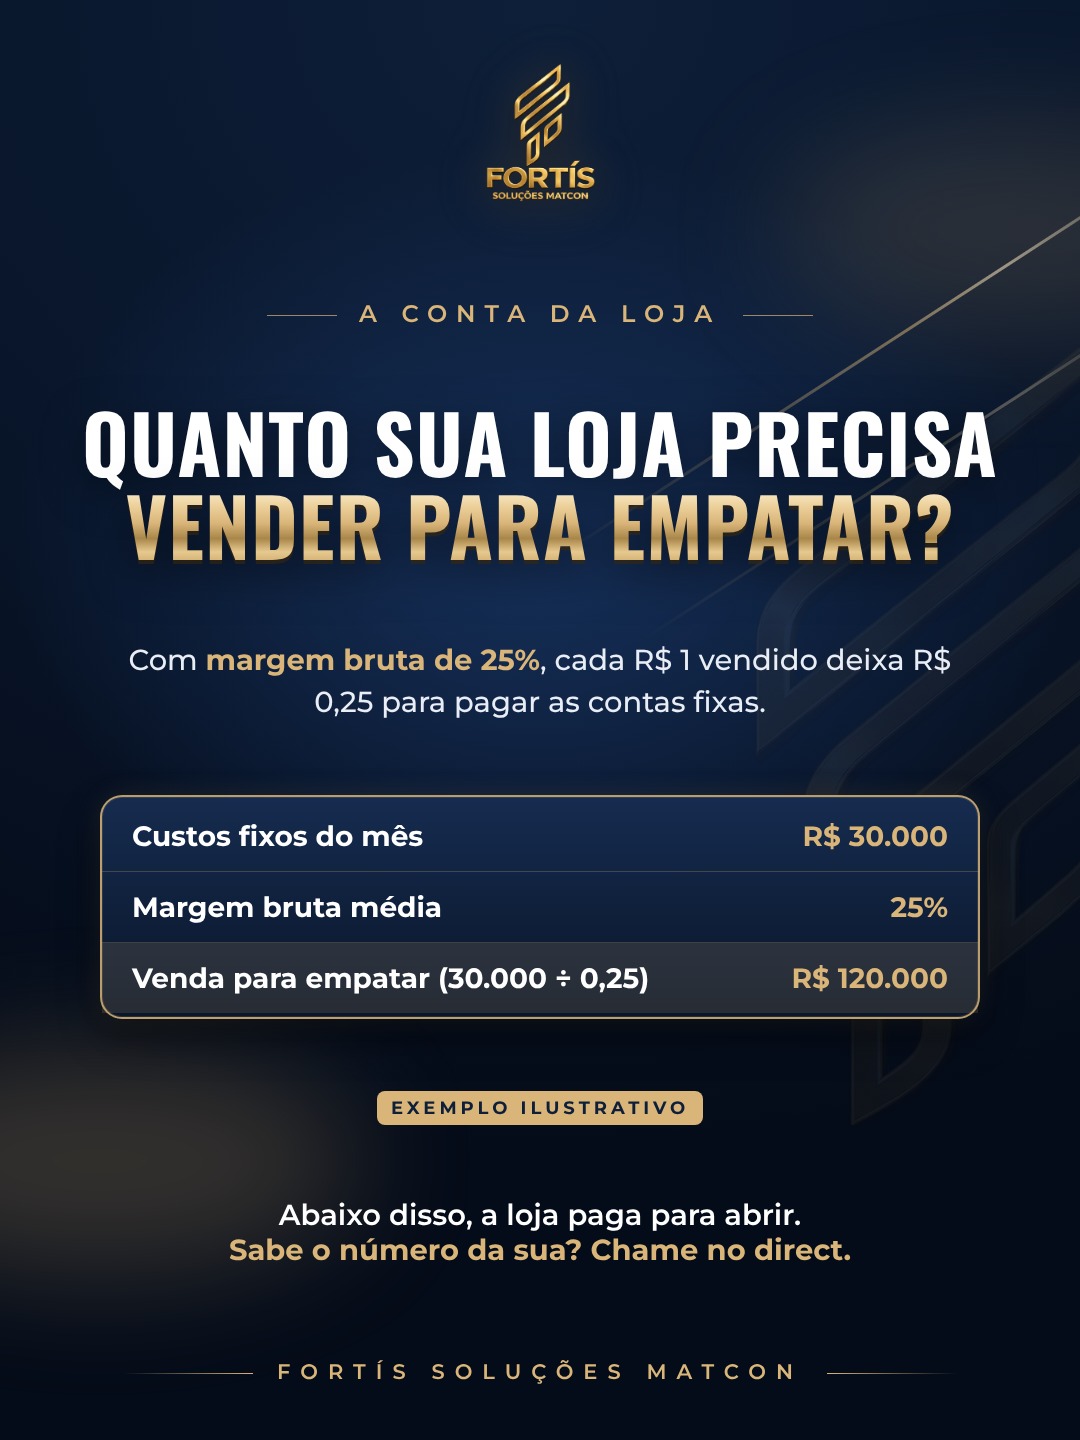 FORTÍS
SOLUÇÕES MATCON
A CONTA DA LOJA
QUANTO SUA LOJA PRECISA
VENDER PARA EMPATAR?
Com margem bruta de 25%, cada R$ 1 vendido deixa R$
0,25 para pagar as contas fixas.
Custos fixos do mês R$ 30.000
Margem bruta média 25%
Venda para empatar (30.000 ÷ 0,25) R$ 120.000
EXEMPLO ILUSTRATIVO
Abaixo disso, a loja paga para abrir.
Sabe o número da sua? Chame no direct.
FORTÍS SOLUÇÕES MATCON